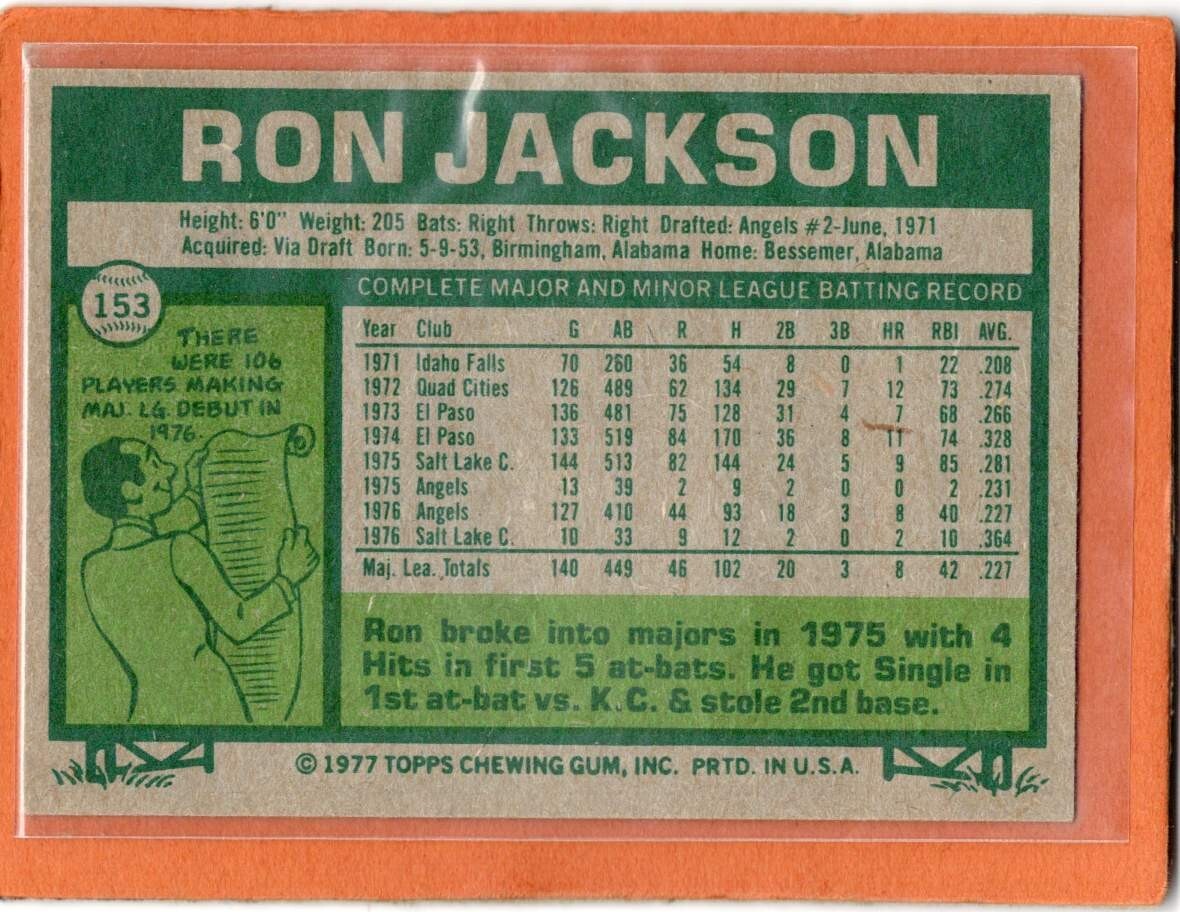 RON JACKSON
Height: 6'0" Weight: 205 Bats: Right Throws: Right Drafted: Angels #2-June, 1971
Acquired: Via Draft Born: 5-9-53, Birmingham, Alabama Home: Bessemer, Alabama
153
THERE
WERE 106
PLAYERS MAKING
MAJ. LG. DEBUT IN
1976.
COMPLETE MAJOR AND MINOR LEAGUE BATTING RECORD
Year Club G AB R H 2B 3B HR RBI AVG.
1971 Idaho Falls 70 260 36 54 8 0 1 22 .208
1972 Quad Cities 126 489 62 134 29 7 12 73 .274
1973 El Paso 136 481 75 128 31 4 7 68 .266
1974 El Paso 133 519 84 170 36 8 11 74 .328
1975 Salt Lake C. 144 513 82 144 24 5 9 85 .281
1975 Angels 13 39 2 9 2 0 0 2 .231
1976 Angels 127 410 44 93 18 3 8 40 .227
1976 Salt Lake C. 10 33 9 12 2 0 2 10 .364
Maj. Lea. Totals 140 449 46 102 20 3 8 42 .227
Ron broke into majors in 1975 with 4
Hits in first 5 at-bats. He got Single in
1st at-bat vs. K.C. & stole 2nd base.
© 1977 TOPPS CHEWING GUM, INC. PRTD. IN U.S.A.